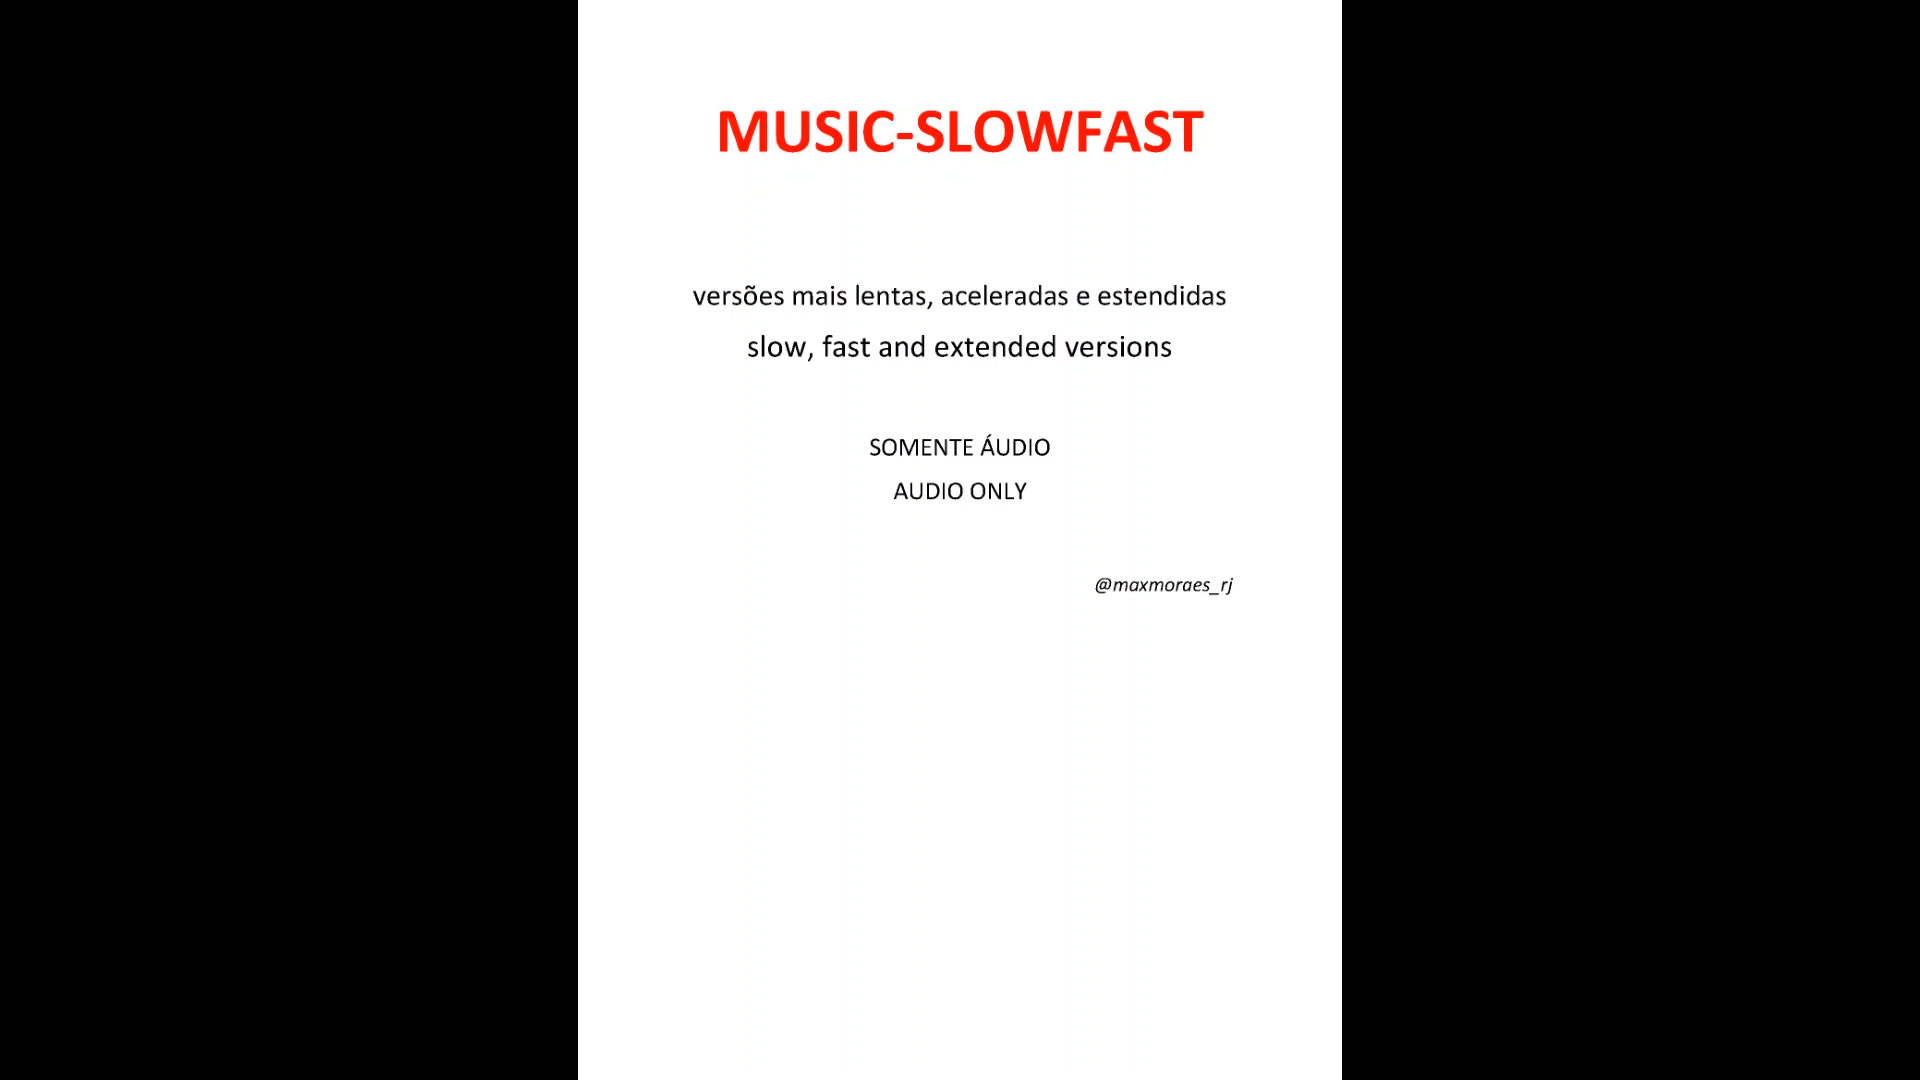 MUSIC-SLOWFAST
versões mais lentas, aceleradas e estendidas
slow, fast and extended versions
SOMENTE ÁUDIO
AUDIO ONLY
@maxmoraes_rj